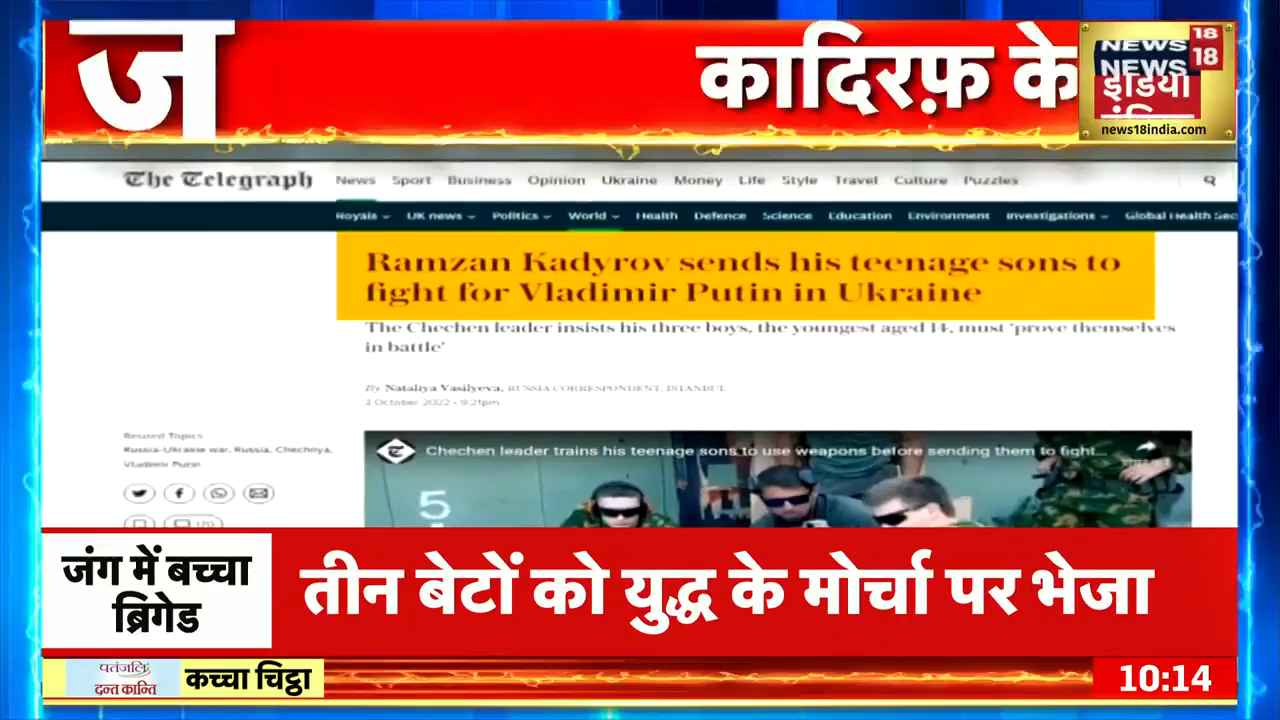 ज
कादिरफ़ के
NEWS 18
NEWS 18
इंडिया
news18india.com
The Telegraph
News Sport Business Opinion Ukraine Money Life Style Travel Culture Puzzles
Royals UK news Politics World Health Defence Science Education Environment Investigations Global Health Sec
Ramzan Kadyrov sends his teenage sons to
fight for Vladimir Putin in Ukraine
The Chechen leader insists his three boys, the youngest aged 14, must 'prove themselves
in battle'
By Nataliya Vasilyeva, RUSSIA CORRESPONDENT, ISTANBUL
3 October 2022 • 9:21pm
Related Topics
Russia-Ukraine war, Russia, Chechnya,
Vladimir Putin
Chechen leader trains his teenage sons to use weapons before sending them to fight...
5
जंग में बच्चा
ब्रिगेड
तीन बेटों को युद्ध के मोर्चा पर भेजा
पतंजलि
दन्त कान्ति
कच्चा चिट्ठा
10:14